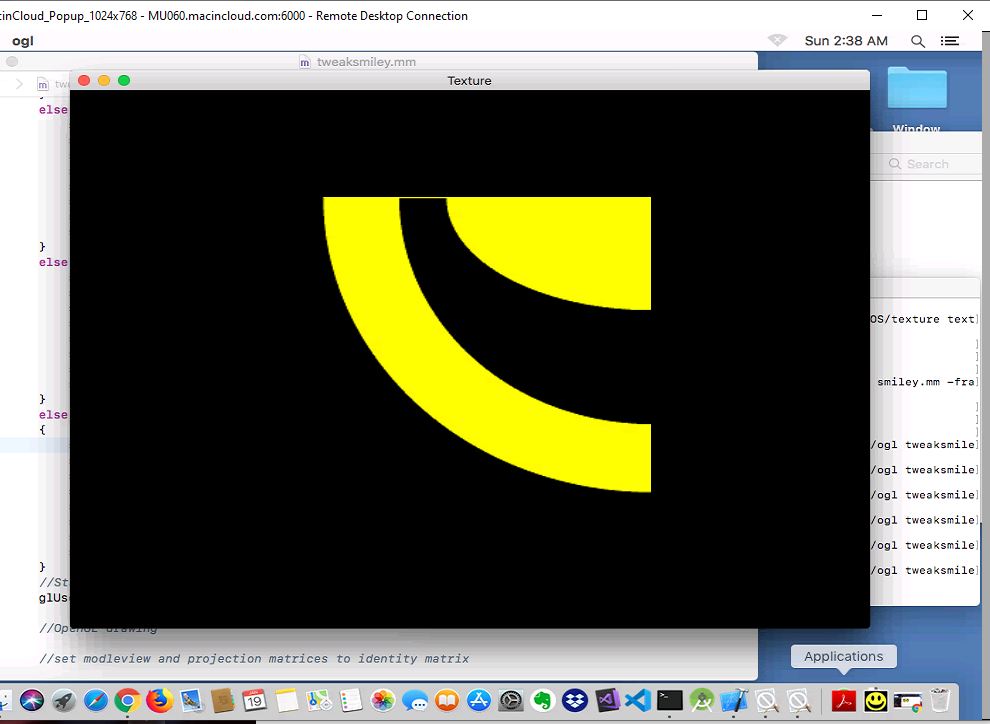 cinCloud_Popup_1024x768 - MU060.macincloud.com:6000 - Remote Desktop Connection
ogl
Sun 2:38 AM
tweaksmiley.mm
Texture
else
Window
Search
}
else
OS/texture text
smiley.mm -fra
}
else
{
/ogl tweaksmile
/ogl tweaksmile
/ogl tweaksmile
/ogl tweaksmile
/ogl tweaksmile
/ogl tweaksmile
}
//St
glUs
//OpenGL drawing
//set modleview and projection matrices to identity matrix
Applications
19